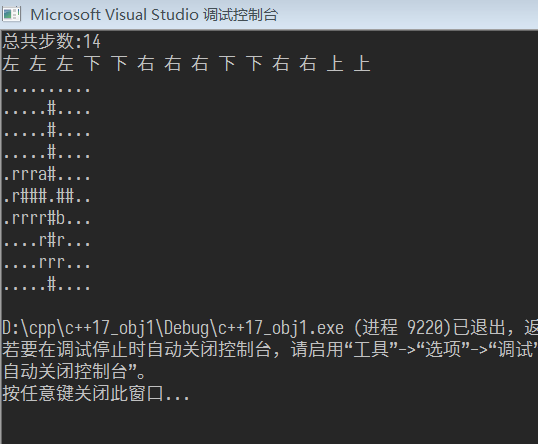 Microsoft Visual Studio 调试控制台
总共步数:14
左 左 左 下 下 右 右 右 下 下 右 右 上 上
..........
.....#....
.....#....
.....#....
.rrra#....
.r###.##..
.rrrr#b...
....r#r...
....rrr...
.....#....
D:\cpp\c++17_obj1\Debug\c++17_obj1.exe (进程 9220)已退出，返
若要在调试停止时自动关闭控制台，请启用“工具”->“选项”->“调试”
自动关闭控制台”。
按任意键关闭此窗口...